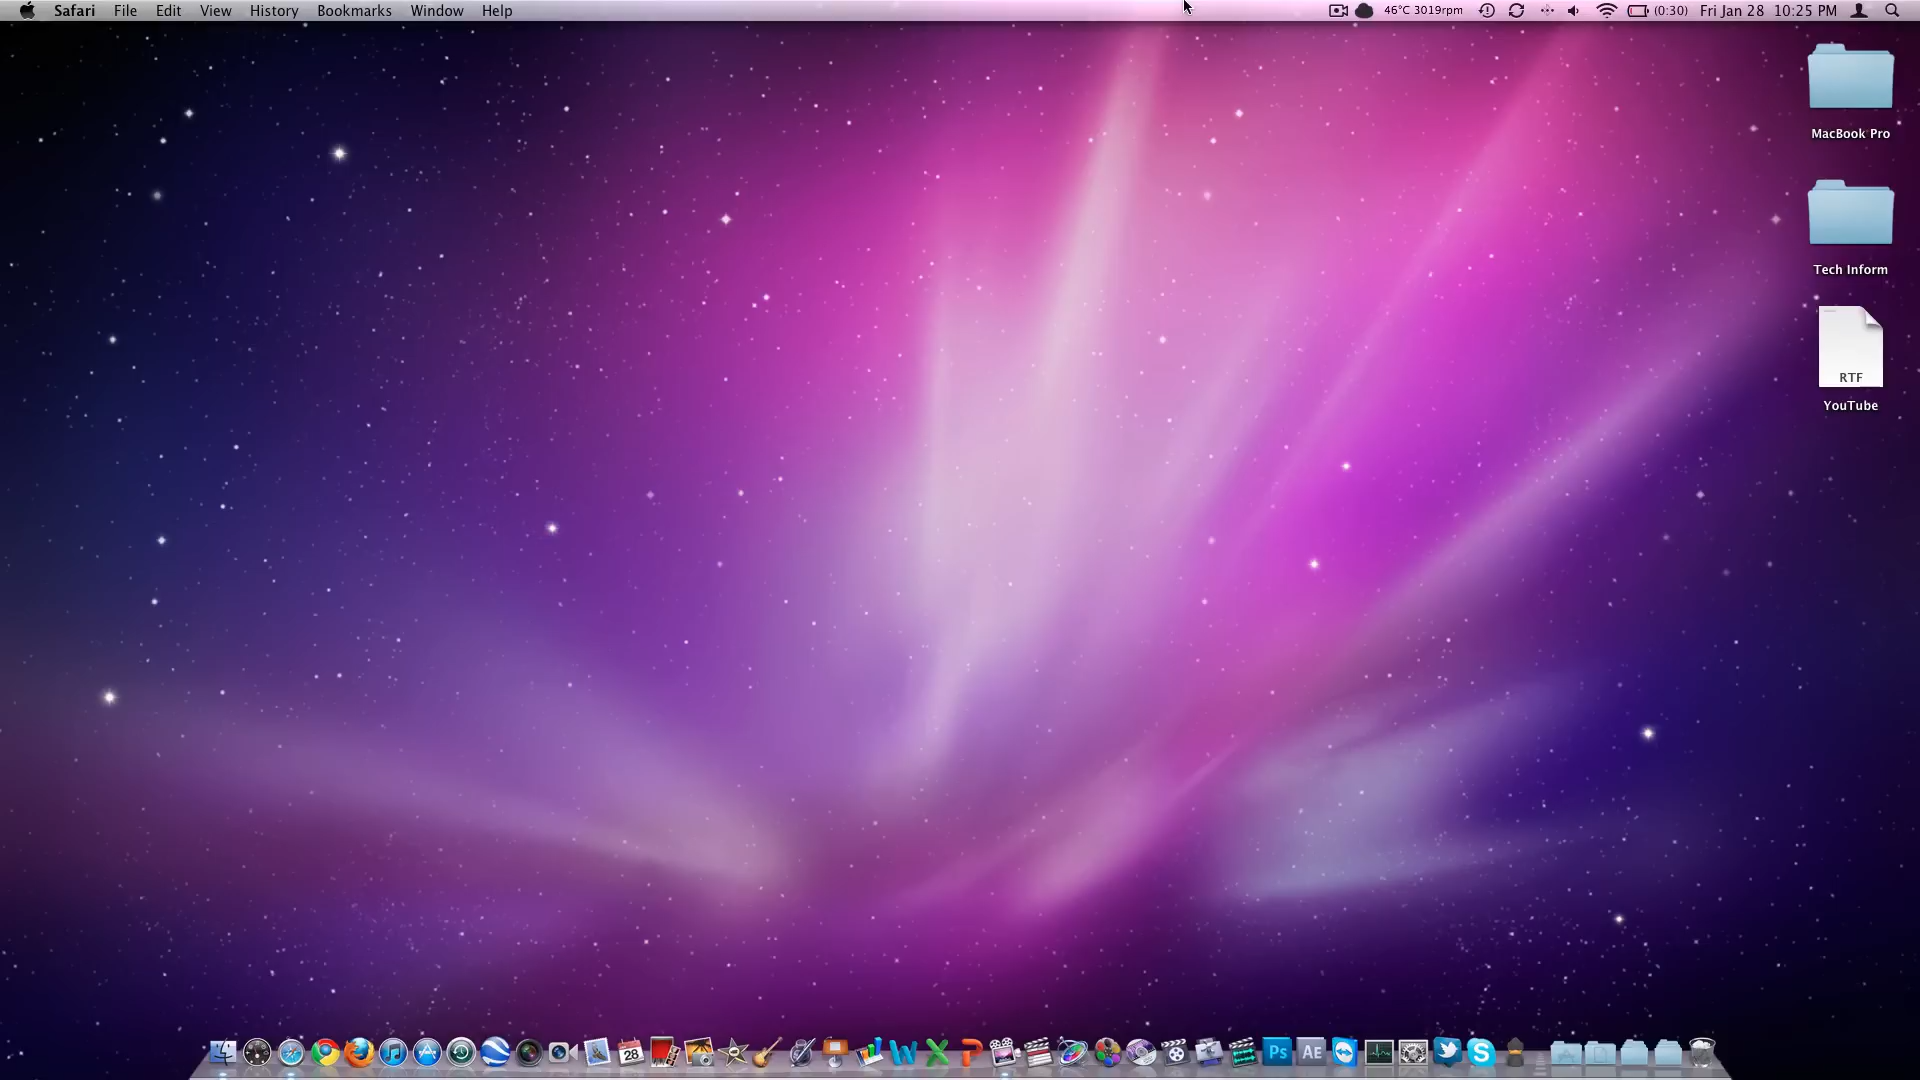 Safari File Edit View History Bookmarks Window Help 46°C 3019rpm (0:30) Fri Jan 28 10:25 PM
MacBook Pro
Tech Inform
RTF
YouTube
28
Ps AE